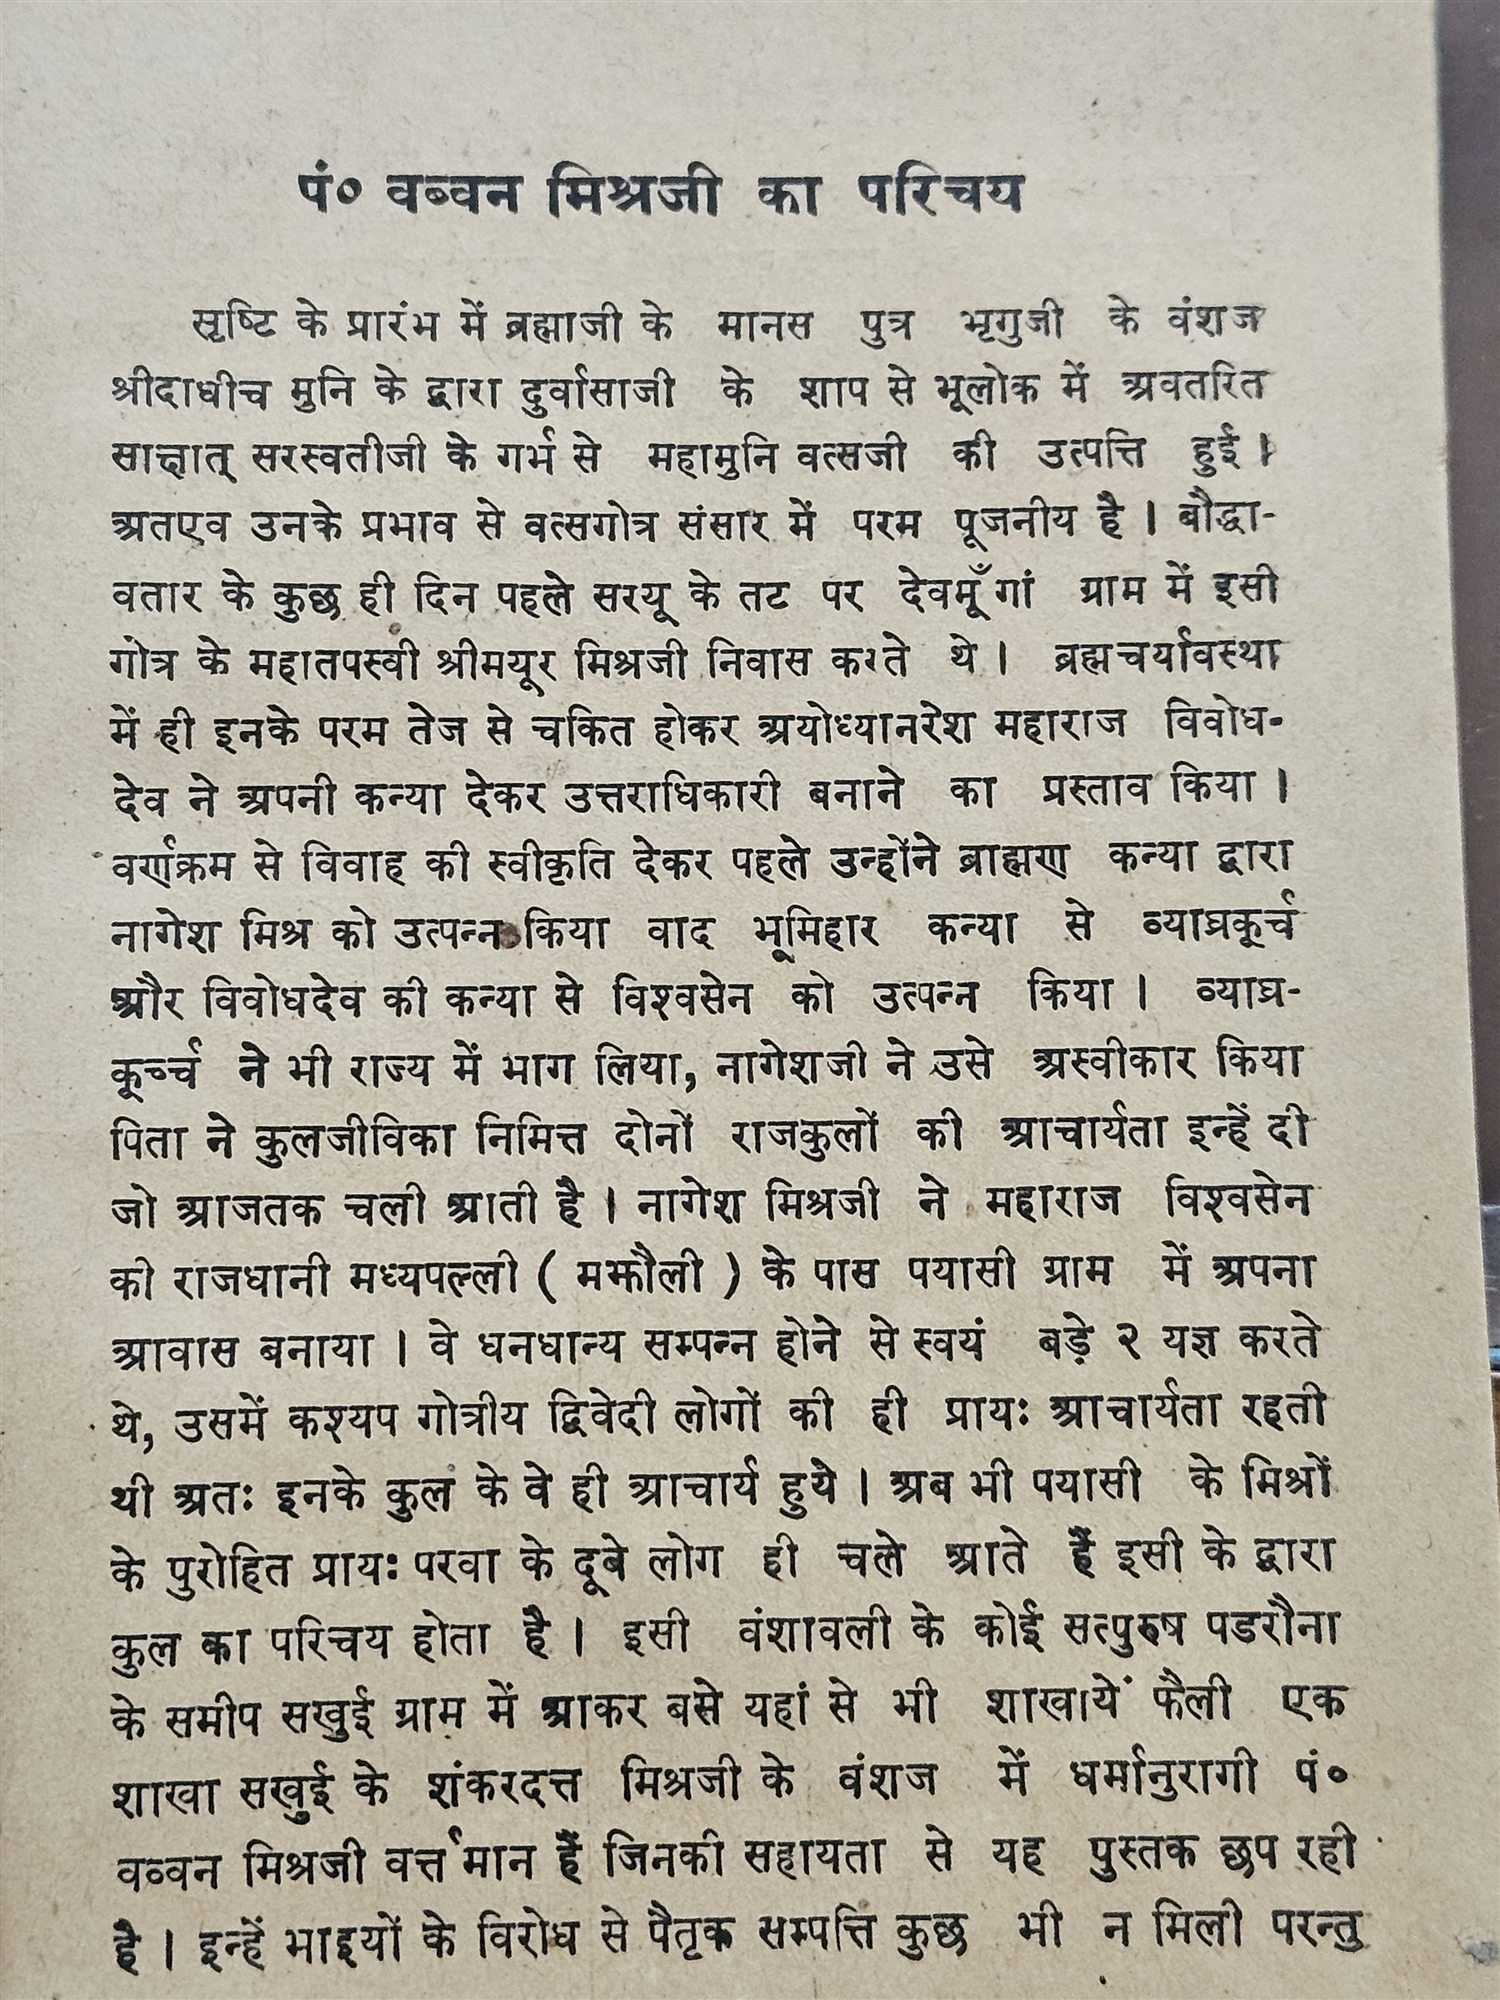 पं० वब्वन मिश्रजी का परिचय
सृष्टि के प्रारंभ में ब्रह्माजी के मानस पुत्र भृगुजी के वंशज
श्रीदाधीच मुनि के द्वारा दुर्वासाजी के शाप से भूलोक में अवतरित
साक्षात् सरस्वतीजी के गर्भ से महामुनि वत्सजी की उत्पत्ति हुई।
अतएव उनके प्रभाव से वत्सगोत्र संसार में परम पूजनीय है। बौद्धा-
वतार के कुछ ही दिन पहले सरयू के तट पर देवमूँगां ग्राम में इसी
गोत्र के महातपस्वी श्रीमयूर मिश्रजी निवास करते थे। ब्रह्मचर्यावस्था
में ही इनके परम तेज से चकित होकर अयोध्यानरेश महाराज विवोध-
देव ने अपनी कन्या देकर उत्तराधिकारी बनाने का प्रस्ताव किया।
वर्णक्रम से विवाह की स्वीकृति देकर पहले उन्होंने ब्राह्मण कन्या द्वारा
नागेश मिश्र को उत्पन्न किया वाद भूमिहार कन्या से व्याघ्रकूर्च
और विवोधदेव की कन्या से विश्वसेन को उत्पन्न किया। व्याघ्र-
कूर्च्च ने भी राज्य में भाग लिया, नागेशजी ने उसे अस्वीकार किया
पिता ने कुलजीविका निमित्त दोनों राजकुलों की आचार्यता इन्हें दी
जो आजतक चली आती है। नागेश मिश्रजी ने महाराज विश्वसेन
की राजधानी मध्यपल्ली ( मझौली ) के पास पयासी ग्राम में अपना
आवास बनाया। वे धनधान्य सम्पन्न होने से स्वयं बड़े २ यज्ञ करते
थे, उसमें कश्यप गोत्रीय द्विवेदी लोगों की ही प्रायः आचार्यता रहती
थी अतः इनके कुल के वे ही आचार्य हुये। अब भी पयासी के मिश्रों
के पुरोहित प्रायः परवा के दूबे लोग ही चले आते हैं इसी के द्वारा
कुल का परिचय होता है। इसी वंशावली के कोई सत्पुरुष पडरौना
के समीप सखुई ग्राम में आकर बसे यहां से भी शाखायें फैली एक
शाखा सखुई के शंकरदत्त मिश्रजी के वंशज में धर्मानुरागी पं०
वव्वन मिश्रजी वर्त्तमान हैं जिनकी सहायता से यह पुस्तक छप रही
है। इन्हें भाइयों के विरोध से पैतृक सम्पत्ति कुछ भी न मिली परन्तु